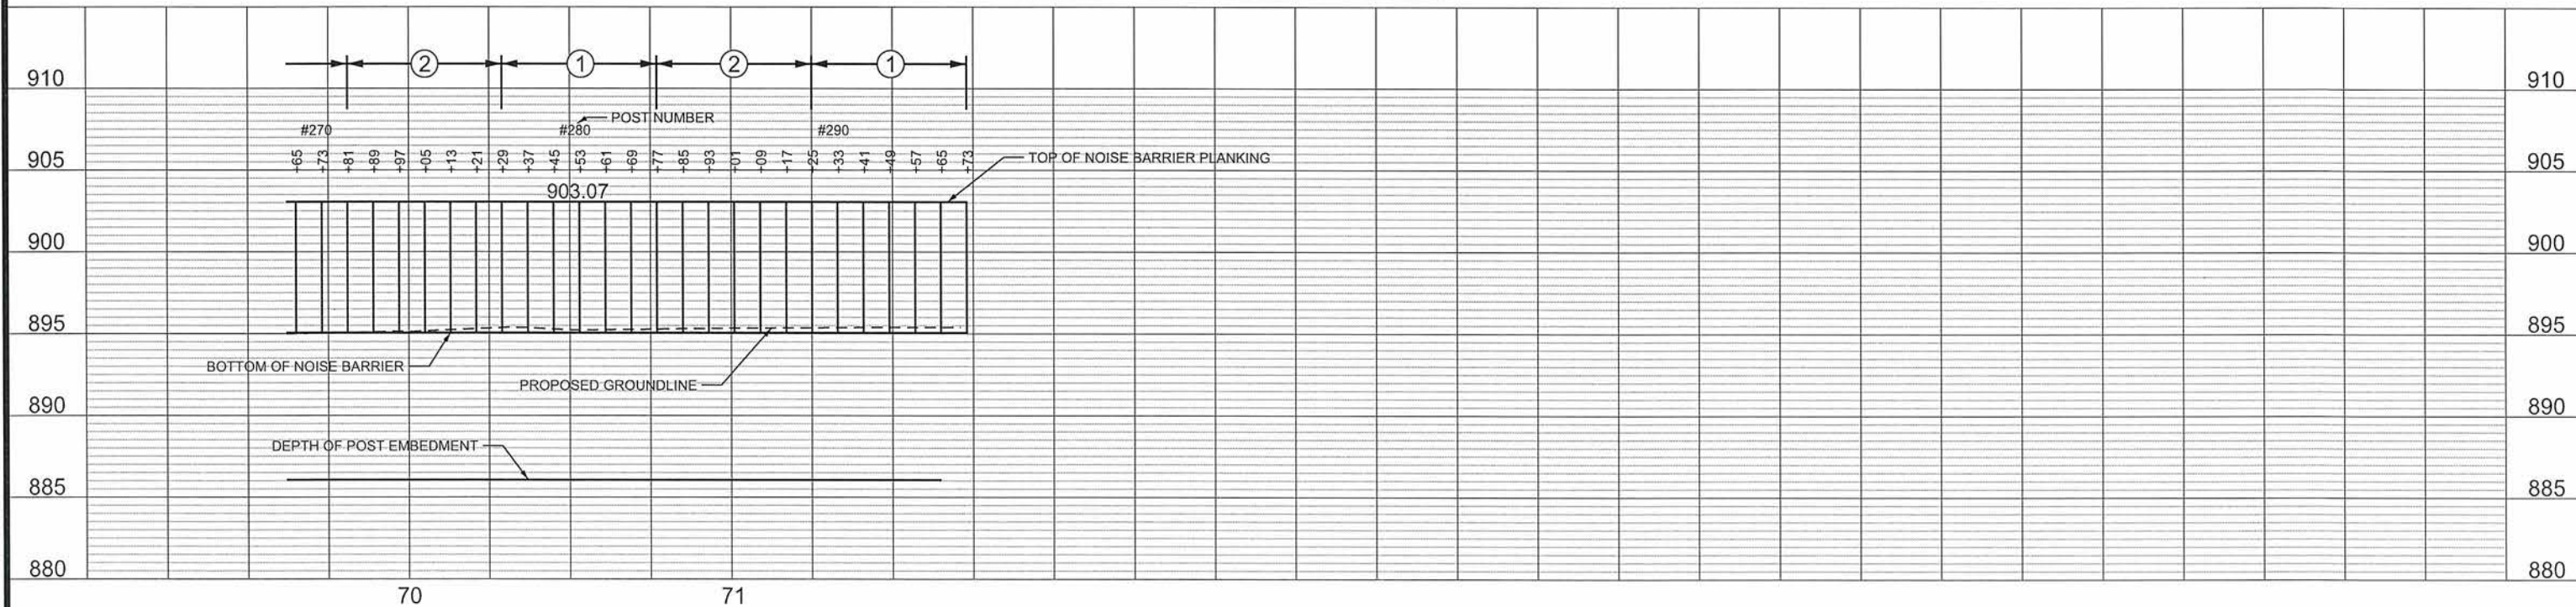 2 1 2 1
910 910
POST NUMBER
#270 #280 #290
+65 +73 +81 +89 +97 +05 +13 +21 +29 +37 +45 +53 +61 +69 +77 +85 +93 +01 +09 +17 +25 +33 +41 +49 +57 +65 +73
905 TOP OF NOISE BARRIER PLANKING 905
903.07
900 900
895 895
BOTTOM OF NOISE BARRIER
PROPOSED GROUNDLINE
890 890
DEPTH OF POST EMBEDMENT
885 885
880 880
70 71